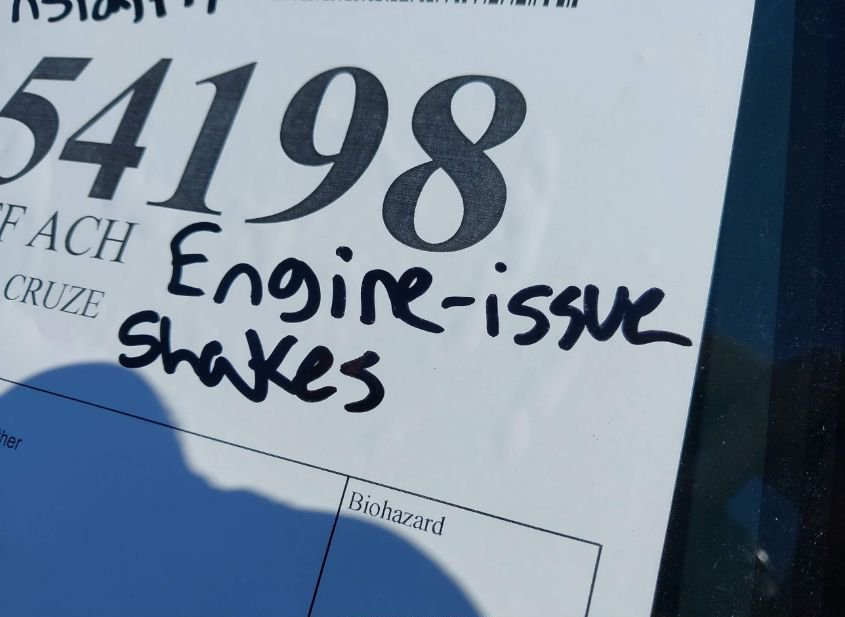 54198
F ACH
Engine-issue
CRUZE
Shakes
Biohazard